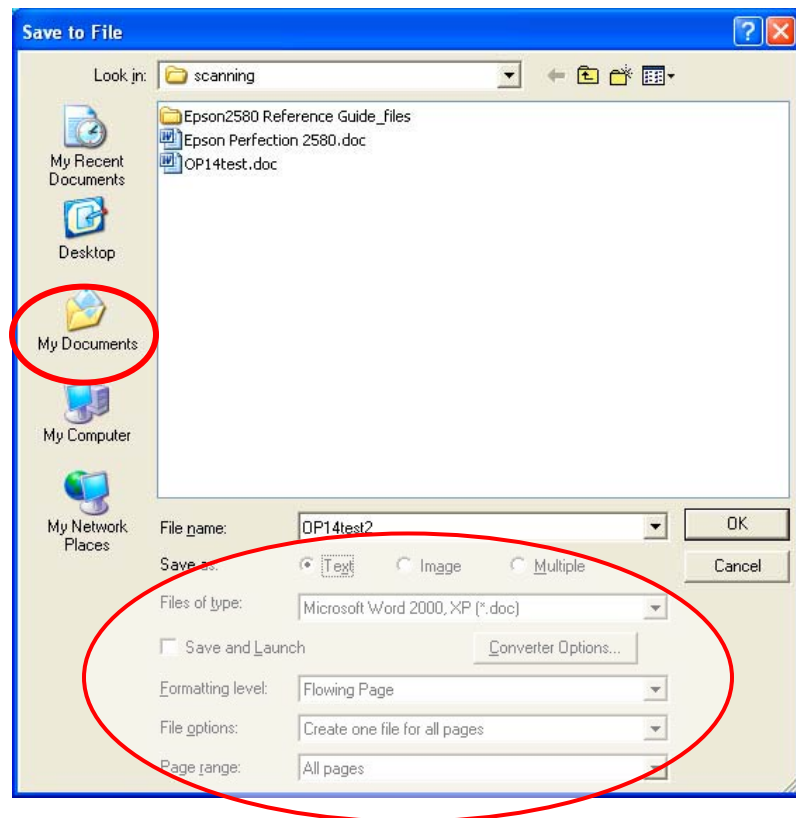 Save to File
Look in: scanning
Epson2580 Reference Guide_files
Epson Perfection 2580.doc
OP14test.doc
My Recent
Documents
Desktop
My Documents
My Computer
My Network
Places
File name: OP14test2 OK
Save as: Text Image Multiple Cancel
Files of type: Microsoft Word 2000, XP (*.doc)
Save and Launch Converter Options...
Formatting level: Flowing Page
File options: Create one file for all pages
Page range: All pages